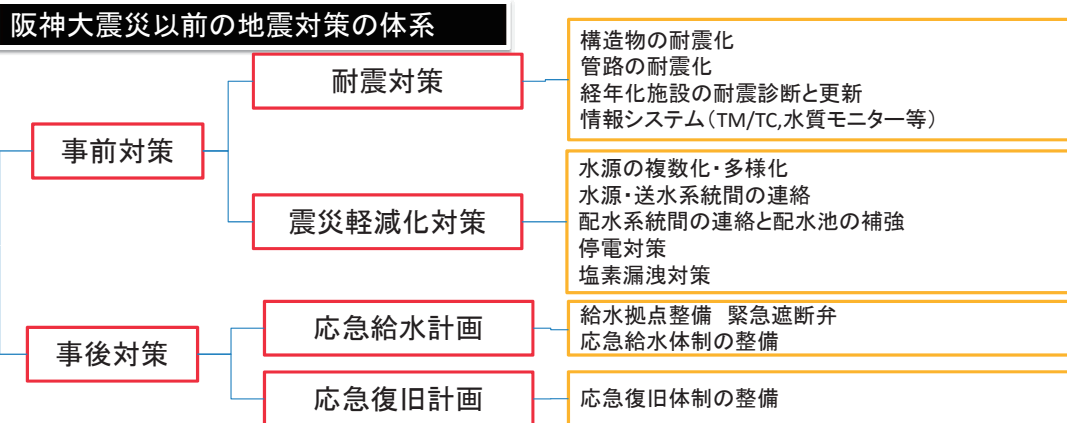 阪神大震災以前の地震対策の体系
事前対策
耐震対策
構造物の耐震化
管路の耐震化
経年化施設の耐震診断と更新
情報システム（TM/TC,水質モニター等）
震災軽減化対策
水源の複数化・多様化
水源・送水系統間の連絡
配水系統間の連絡と配水池の補強
停電対策
塩素漏洩対策
事後対策
応急給水計画
給水拠点整備　緊急遮断弁
応急給水体制の整備
応急復旧計画
応急復旧体制の整備